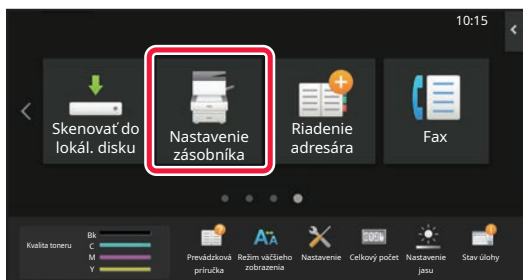 10:15
Skenovať do
lokál. disku
Nastavenie
zásobníka
Riadenie
adresára
Fax
Kvalita toneru
Bk
C
M
Y
Prevádzková
príručka
Režim väčšieho
zobrazenia
Nastavenie
Celkový počet
Nastavenie
jasu
Stav úlohy